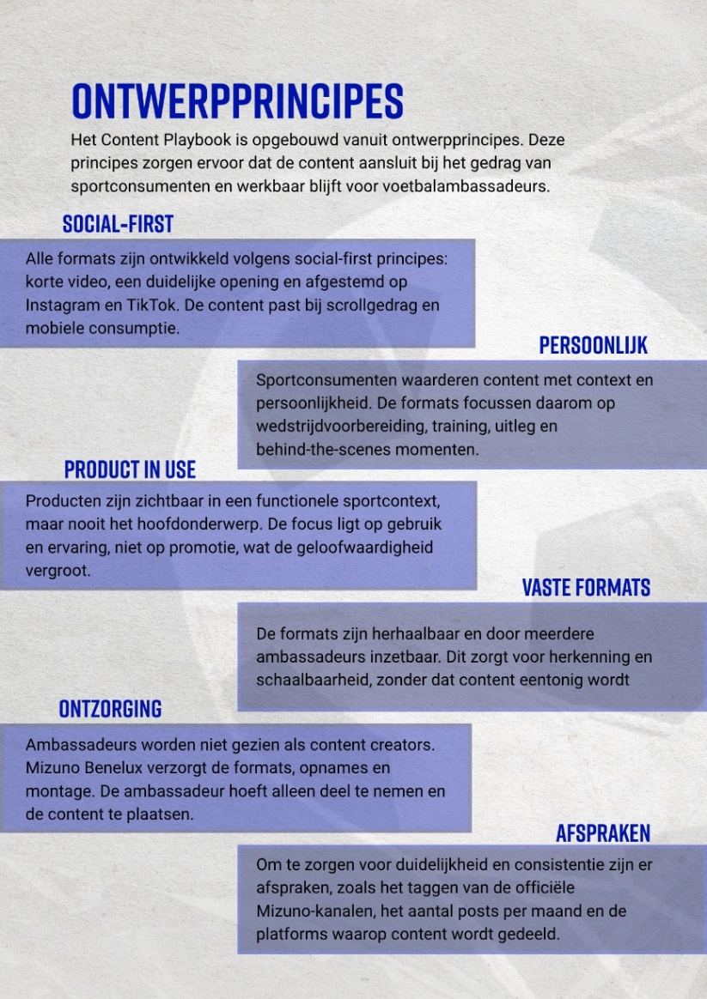 ONTWERPPRINCIPES
Het Content Playbook is opgebouwd vanuit ontwerpprincipes. Deze
principes zorgen ervoor dat de content aansluit bij het gedrag van
sportconsumenten en werkbaar blijft voor voetbalambassadeurs.
SOCIAL-FIRST
Alle formats zijn ontwikkeld volgens social-first principes:
korte video, een duidelijke opening en afgestemd op
Instagram en TikTok. De content past bij scrollgedrag en
mobiele consumptie.
PERSOONLIJK
Sportconsumenten waarderen content met context en
persoonlijkheid. De formats focussen daarom op
wedstrijdvoorbereiding, training, uitleg en
behind-the-scenes momenten.
PRODUCT IN USE
Producten zijn zichtbaar in een functionele sportcontext,
maar nooit het hoofdonderwerp. De focus ligt op gebruik
en ervaring, niet op promotie, wat de geloofwaardigheid
vergroot.
VASTE FORMATS
De formats zijn herhaalbaar en door meerdere
ambassadeurs inzetbaar. Dit zorgt voor herkenning en
schaalbaarheid, zonder dat content eentonig wordt
ONTZORGING
Ambassadeurs worden niet gezien als content creators.
Mizuno Benelux verzorgt de formats, opnames en
montage. De ambassadeur hoeft alleen deel te nemen en
de content te plaatsen.
AFSPRAKEN
Om te zorgen voor duidelijkheid en consistentie zijn er
afspraken, zoals het taggen van de officiële
Mizuno-kanalen, het aantal posts per maand en de
platforms waarop content wordt gedeeld.